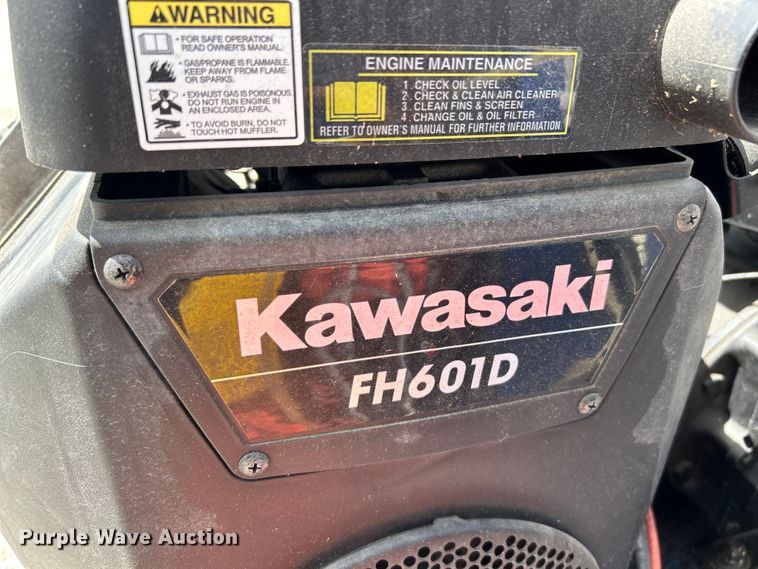 WARNING
• FOR SAFE OPERATION
READ OWNER'S MANUAL.
• GAS/PROPANE IS FLAMMABLE.
KEEP AWAY FROM FLAME
OR SPARKS.
• EXHAUST GAS IS POISONOUS.
DO NOT RUN ENGINE IN
AN ENCLOSED AREA.
• TO AVOID BURN, DO NOT
TOUCH HOT MUFFLER.
ENGINE MAINTENANCE
1. CHECK OIL LEVEL
2. CHECK & CLEAN AIR CLEANER
3. CLEAN FINS & SCREEN
4. CHANGE OIL & OIL FILTER
REFER TO OWNER'S MANUAL FOR FURTHER INFORMATION
Kawasaki
FH601D
Purple Wave Auction